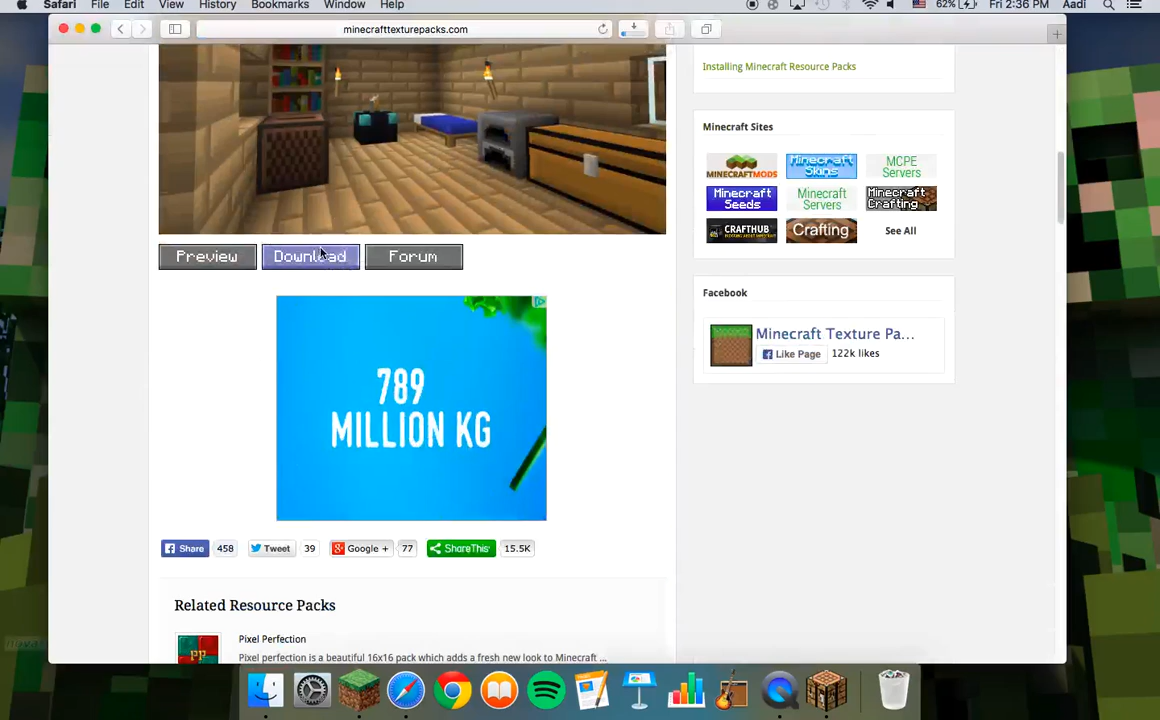 Safari File Edit View History Bookmarks Window Help 62% Fri 2:36 PM Aadi
minecrafttexturepacks.com
Installing Minecraft Resource Packs
Minecraft Sites
MINECRAFTMODS
Minecraft Skins
MCPE Servers
Minecraft Seeds
Minecraft Servers
Minecraft Crafting
CRAFTHUB
Crafting
See All
Preview Download Forum
Facebook
Minecraft Texture Pa...
Like Page 122k likes
789
MILLION KG
Share 458 Tweet 39 Google + 77 ShareThis 15.5K
Related Resource Packs
Pixel Perfection
pp
Pixel perfection is a beautiful 16x16 pack which adds a fresh new look to Minecraft ...